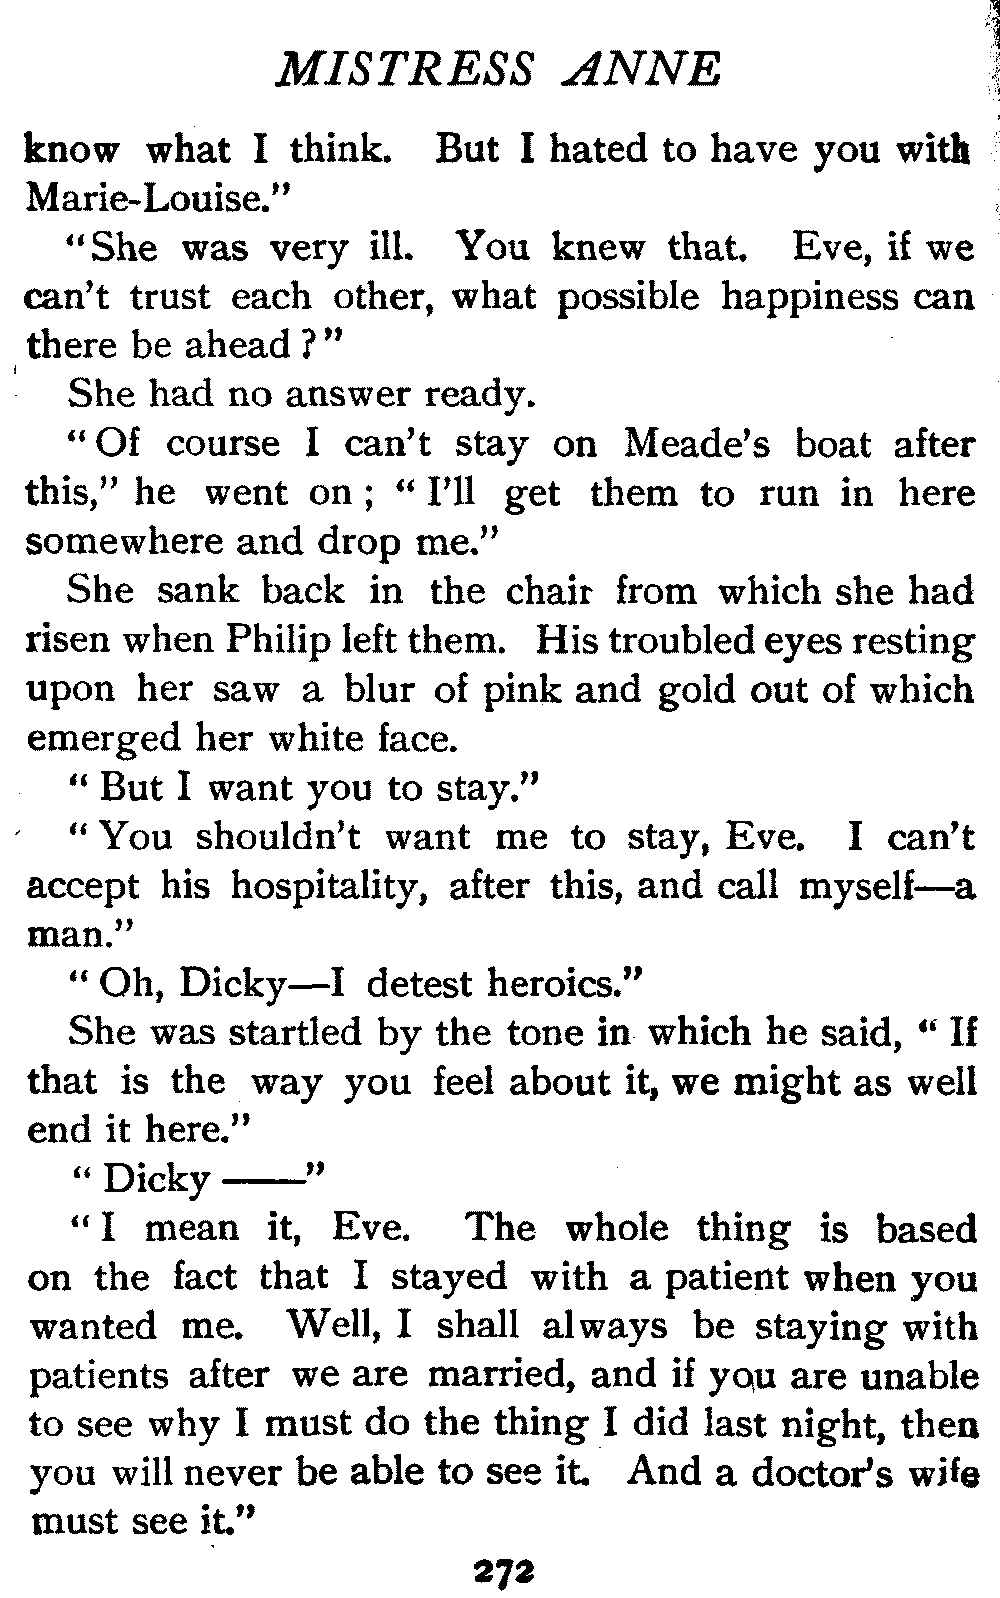 MISTRESS ANNE
know what I think. But I hated to have you with
Marie-Louise."
"She was very ill. You knew that. Eve, if we
can't trust each other, what possible happiness can
there be ahead?"
She had no answer ready.
"Of course I can't stay on Meade's boat after
this," he went on; "I'll get them to run in here
somewhere and drop me."
She sank back in the chair from which she had
risen when Philip left them. His troubled eyes resting
upon her saw a blur of pink and gold out of which
emerged her white face.
"But I want you to stay."
"You shouldn't want me to stay, Eve. I can't
accept his hospitality, after this, and call myself—a
man."
"Oh, Dicky—I detest heroics."
She was startled by the tone in which he said, "If
that is the way you feel about it, we might as well
end it here."
"Dicky ——"
"I mean it, Eve. The whole thing is based
on the fact that I stayed with a patient when you
wanted me. Well, I shall always be staying with
patients after we are married, and if you are unable
to see why I must do the thing I did last night, then
you will never be able to see it. And a doctor's wife
must see it."
272